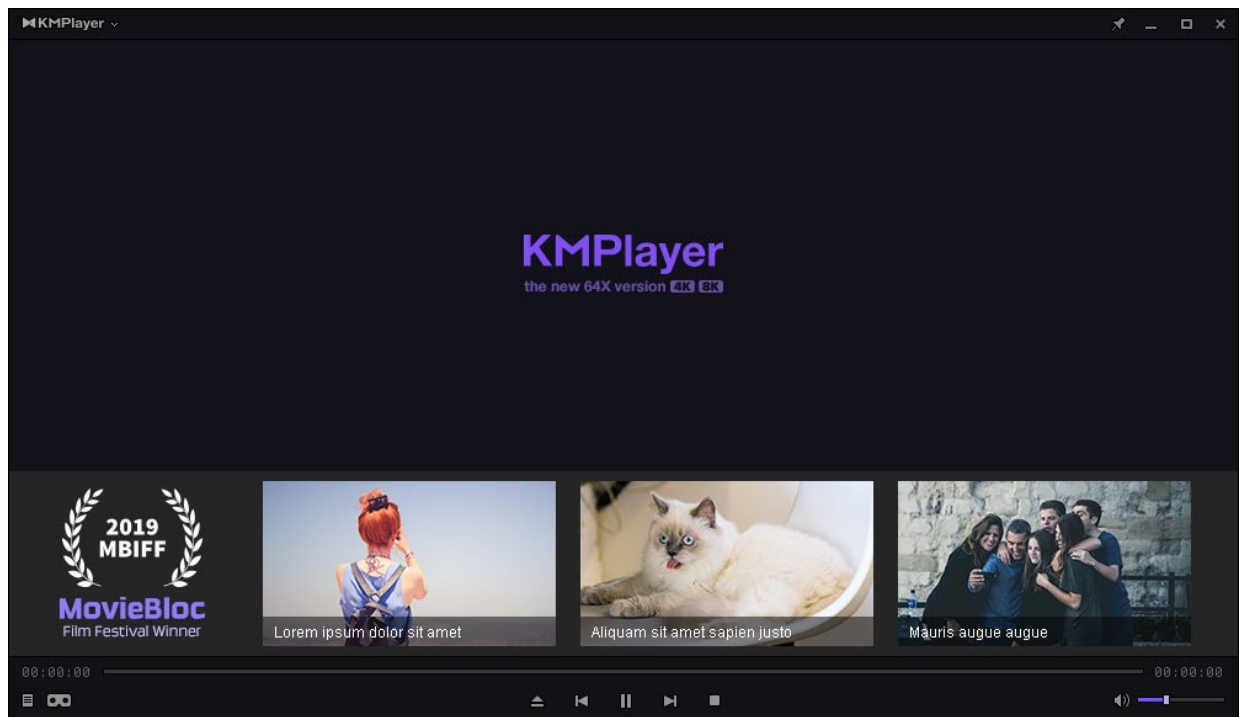 KMPlayer
KMPlayer
the new 64X version 4K 8K
2019
MBIFF
MovieBloc
Film Festival Winner
Lorem ipsum dolor sit amet
Aliquam sit amet sapien justo
Mauris augue augue
00:00:00
00:00:00